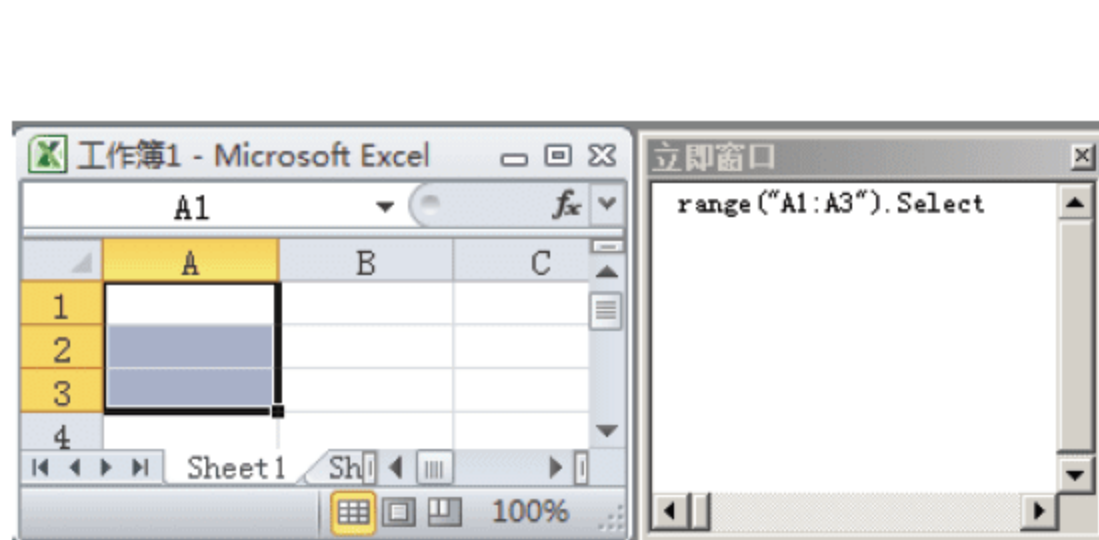 工作簿1 - Microsoft Excel
A1
fx
A B C
1
2
3
4
Sheet1 Sh
100%
立即窗口
range("A1:A3").Select